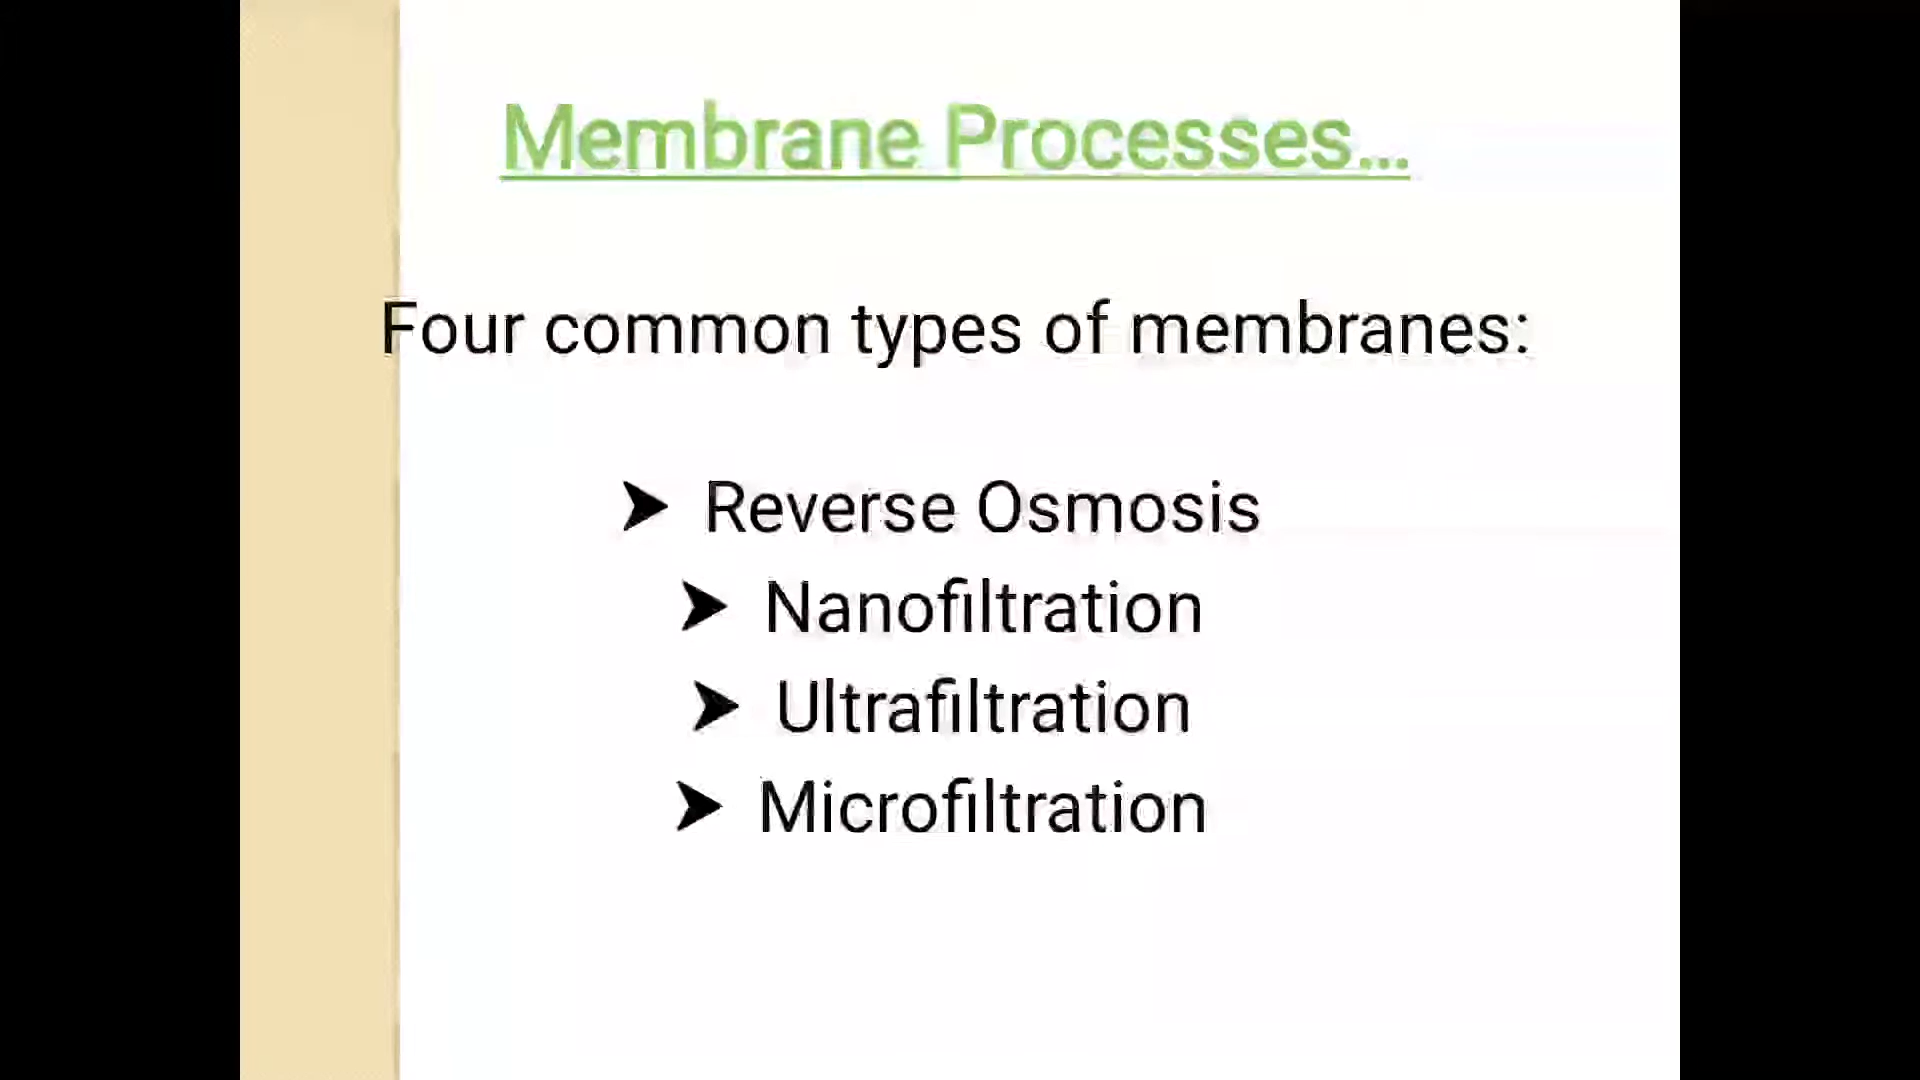 Membrane Processes...
Four common types of membranes:
➤ Reverse Osmosis
➤ Nanofiltration
➤ Ultrafiltration
➤ Microfiltration